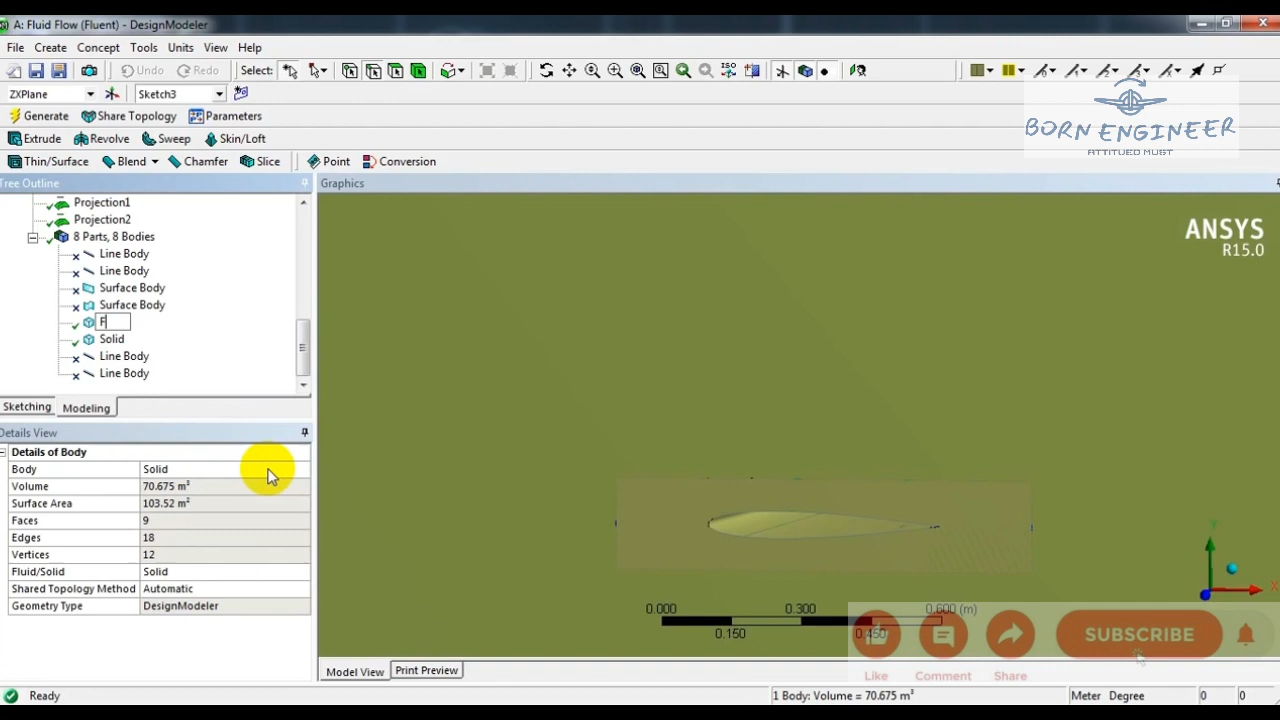 A: Fluid Flow (Fluent) - DesignModeler
File Create Concept Tools Units View Help
Undo Redo Select:
ZXPlane Sketch3
Generate Share Topology Parameters
Extrude Revolve Sweep Skin/Loft
Thin/Surface Blend Chamfer Slice Point Conversion
BORN ENGINEER
ATTITUED MUST
Tree Outline
Projection1
Projection2
8 Parts, 8 Bodies
Line Body
Line Body
Surface Body
Surface Body
F
Solid
Line Body
Line Body
Sketching Modeling
Details View
Details of Body
Body Solid
Volume 70.675 m³
Surface Area 103.52 m²
Faces 9
Edges 18
Vertices 12
Fluid/Solid Solid
Shared Topology Method Automatic
Geometry Type DesignModeler
Graphics
ANSYS
R15.0
Y
X
0.000 0.300 0.600 (m)
0.150 0.450
SUBSCRIBE
Like Comment Share
Model View Print Preview
Ready 1 Body: Volume = 70.675 m³ Meter Degree 0 0